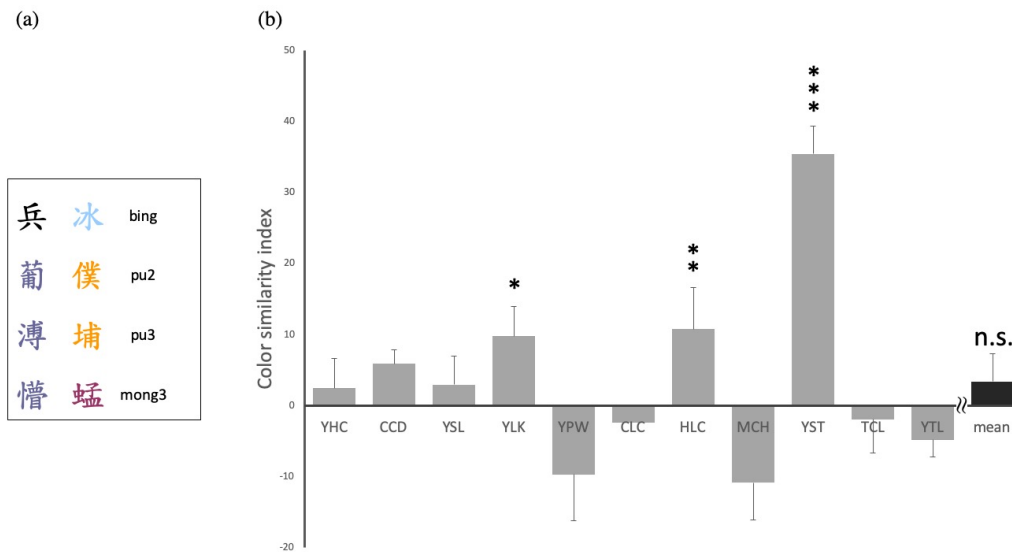 (a)
兵 冰 bing
葡 僕 pu2
溥 埔 pu3
懵 蜢 mong3
(b)
Color similarity index
50
40
30
20
10
0
-10
-20
*
**
***
n.s.
YHC CCD YSL YLK YPW CLC HLC MCH YST TCL YTL mean